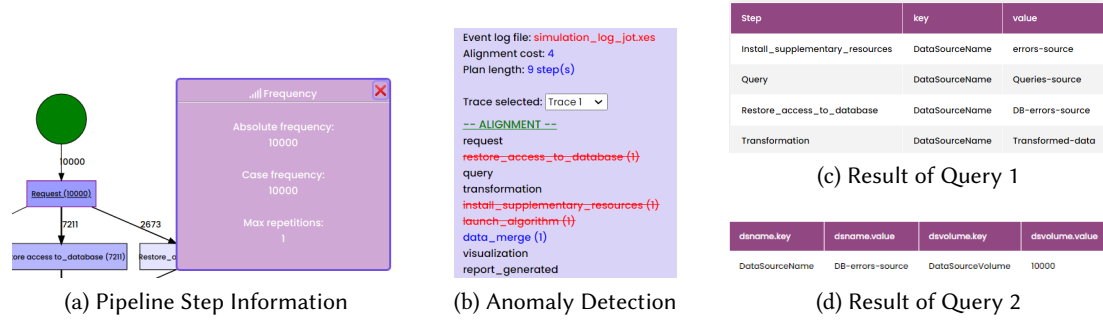 10000
Request (10000)
7211
2673
ore access to_database (7211)
Restore_a
Frequency
Absolute frequency:
10000
Case frequency:
10000
Max repetitions:
1
(a) Pipeline Step Information
Event log file: simulation_log_jot.xes
Alignment cost: 4
Plan length: 9 step(s)
Trace selected: Trace 1
-- ALIGNMENT --
request
restore_access_to_database (1)
query
transformation
install_supplementary_resources (1)
launch_algorithm (1)
data_merge (1)
visualization
report_generated
(b) Anomaly Detection
Step key value
Install_supplementary_resources DataSourceName errors-source
Query DataSourceName Queries-source
Restore_access_to_database DataSourceName DB-errors-source
Transformation DataSourceName Transformed-data
(c) Result of Query 1
dsname.key dsname.value dsvolume.key dsvolume.value
DataSourceName DB-errors-source DataSourceVolume 10000
(d) Result of Query 2